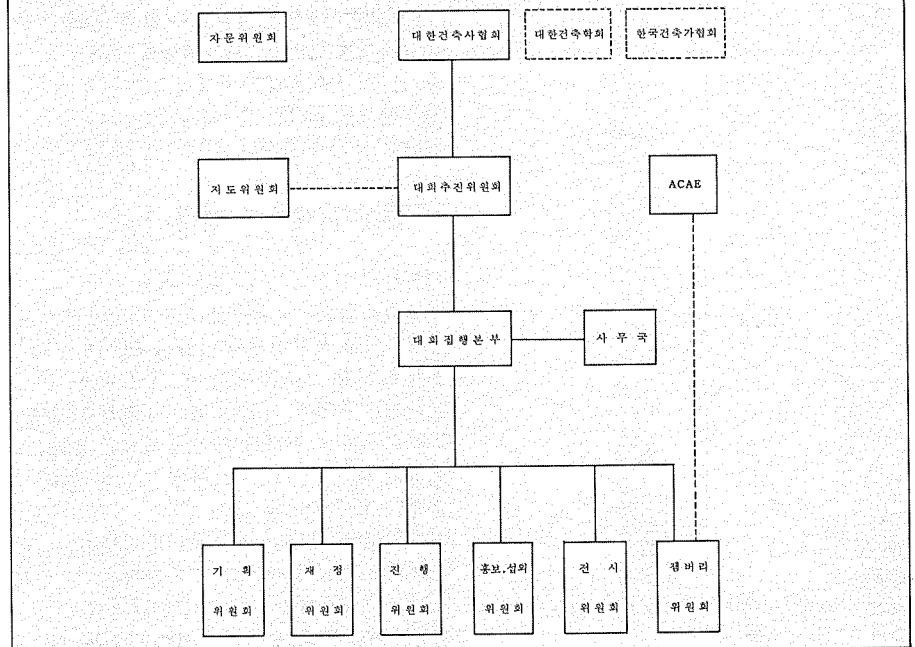 자문위원회
대한건축사협회
대한건축학회
한국건축가협회
지도위원회
대회추진위원회
ACAE
대회집행본부
사무국
기획
위원회
재정
위원회
진행
위원회
홍보.섭외
위원회
전시
위원회
잼버리
위원회